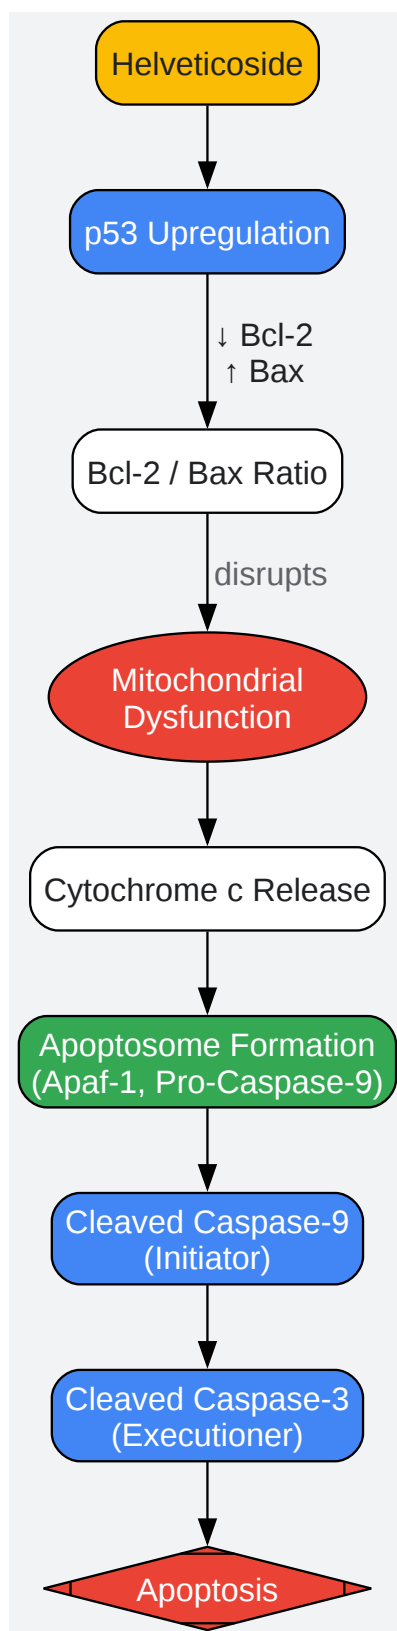 Helveticoside
p53 Upregulation
↓ Bcl-2
↑ Bax
Bcl-2 / Bax Ratio
disrupts
Mitochondrial
Dysfunction
Cytochrome c Release
Apoptosome Formation
(Apaf-1, Pro-Caspase-9)
Cleaved Caspase-9
(Initiator)
Cleaved Caspase-3
(Executioner)
Apoptosis